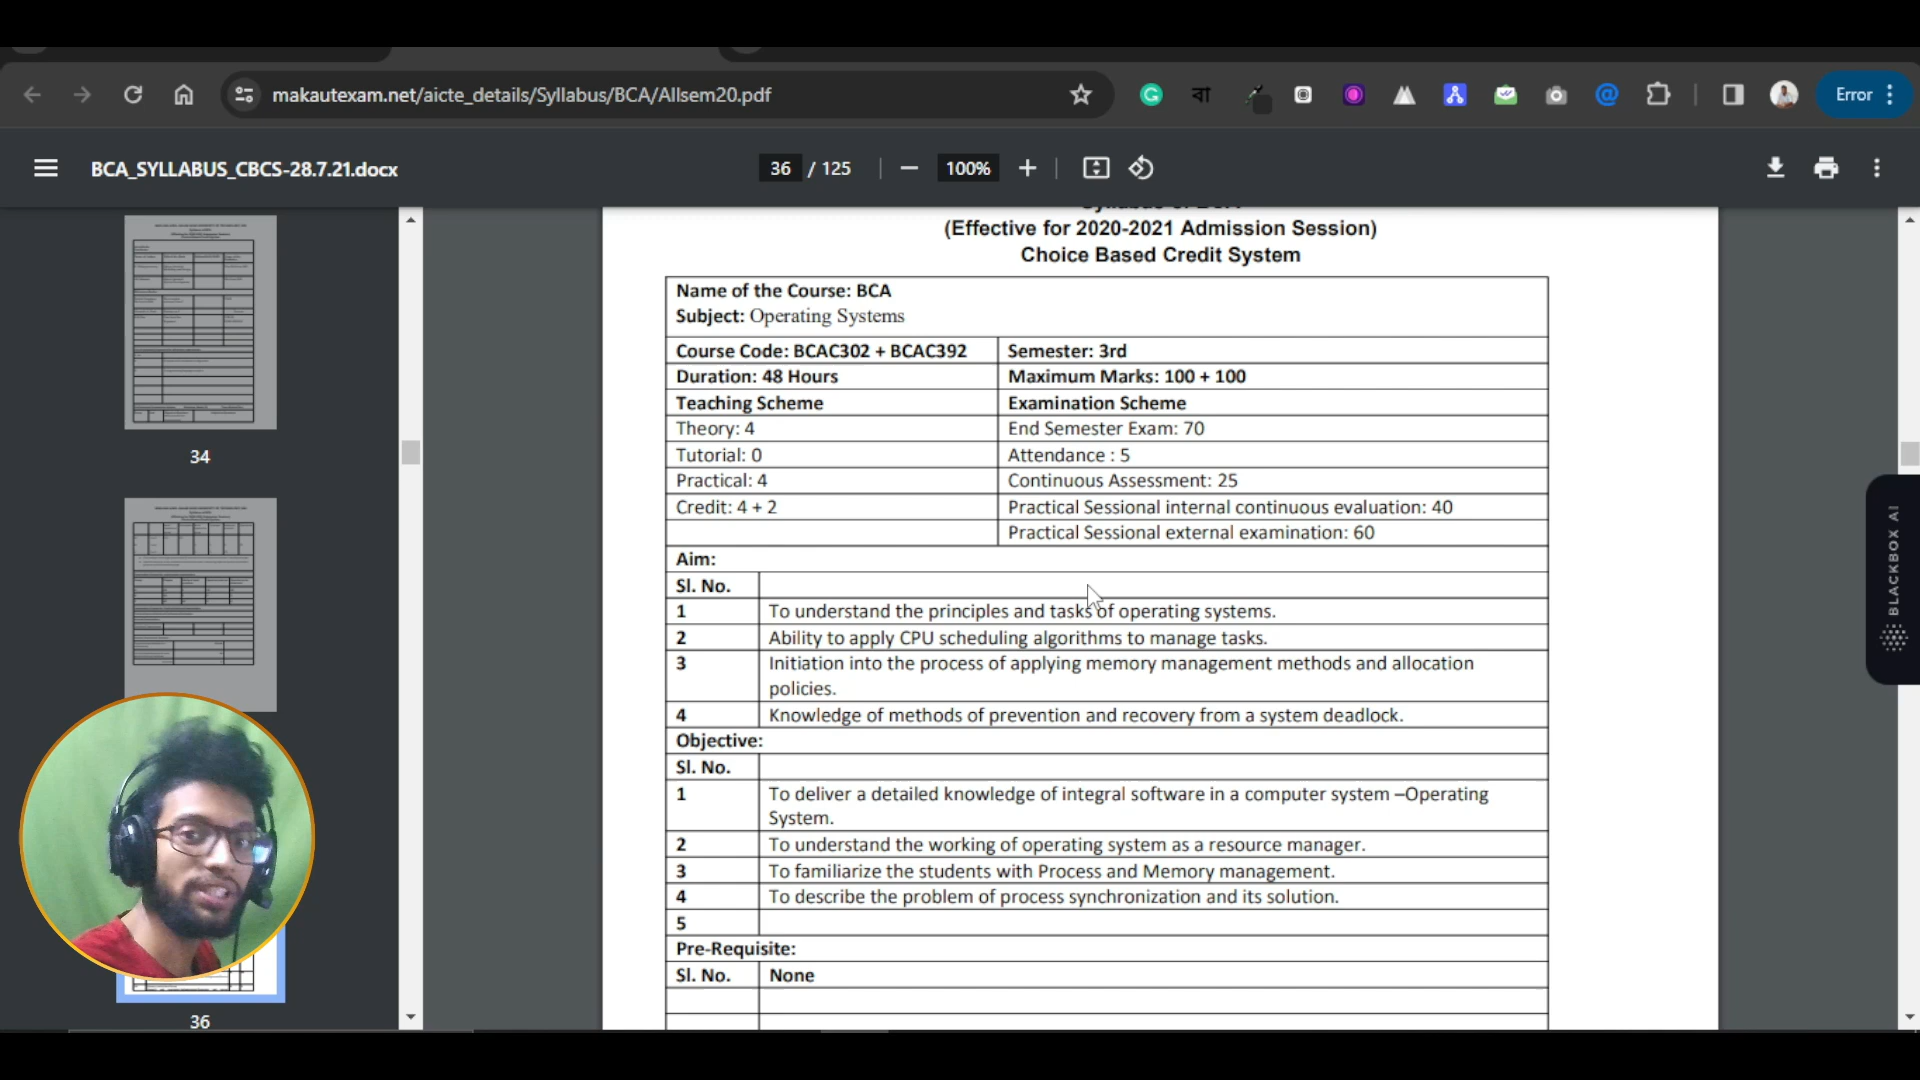 makautexam.net/aicte_details/Syllabus/BCA/Allsem20.pdf
বা
Error
BCA_SYLLABUS_CBCS-28.7.21.docx
36 / 125
100%
(Effective for 2020-2021 Admission Session)
Choice Based Credit System
Name of the Course: BCA
Subject: Operating Systems
Course Code: BCAC302 + BCAC392 Semester: 3rd
Duration: 48 Hours Maximum Marks: 100 + 100
Teaching Scheme Examination Scheme
Theory: 4 End Semester Exam: 70
Tutorial: 0 Attendance : 5
Practical: 4 Continuous Assessment: 25
Credit: 4 + 2 Practical Sessional internal continuous evaluation: 40
Practical Sessional external examination: 60
Aim:
Sl. No.
1 To understand the principles and tasks of operating systems.
2 Ability to apply CPU scheduling algorithms to manage tasks.
3 Initiation into the process of applying memory management methods and allocation
policies.
4 Knowledge of methods of prevention and recovery from a system deadlock.
Objective:
Sl. No.
1 To deliver a detailed knowledge of integral software in a computer system –Operating
System.
2 To understand the working of operating system as a resource manager.
3 To familiarize the students with Process and Memory management.
4 To describe the problem of process synchronization and its solution.
5
Pre-Requisite:
Sl. No. None
34
36
BLACKBOX AI